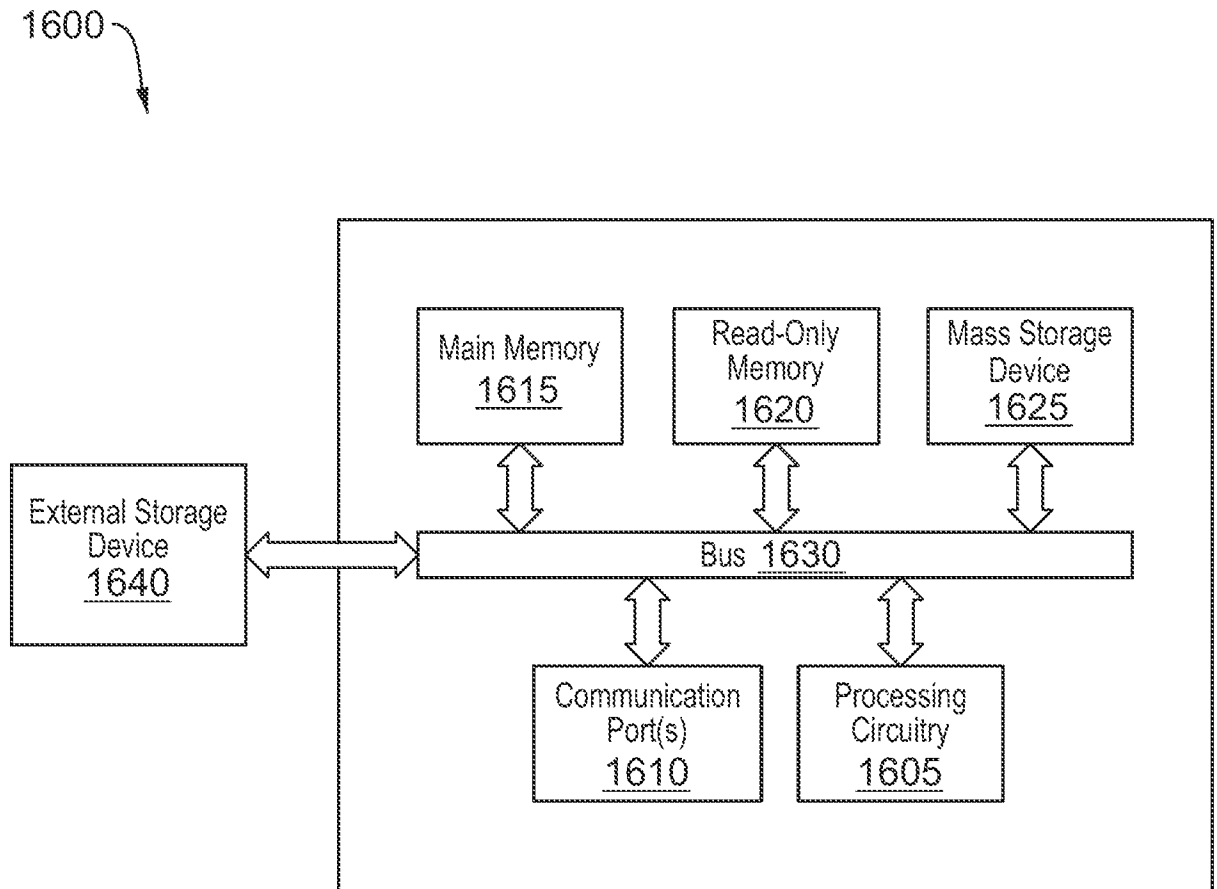 1600
Main Memory
1615
Read-Only
Memory
1620
Mass Storage
Device
1625
External Storage
Device
1640
Bus 1630
Communication
Port(s)
1610
Processing
Circuitry
1605